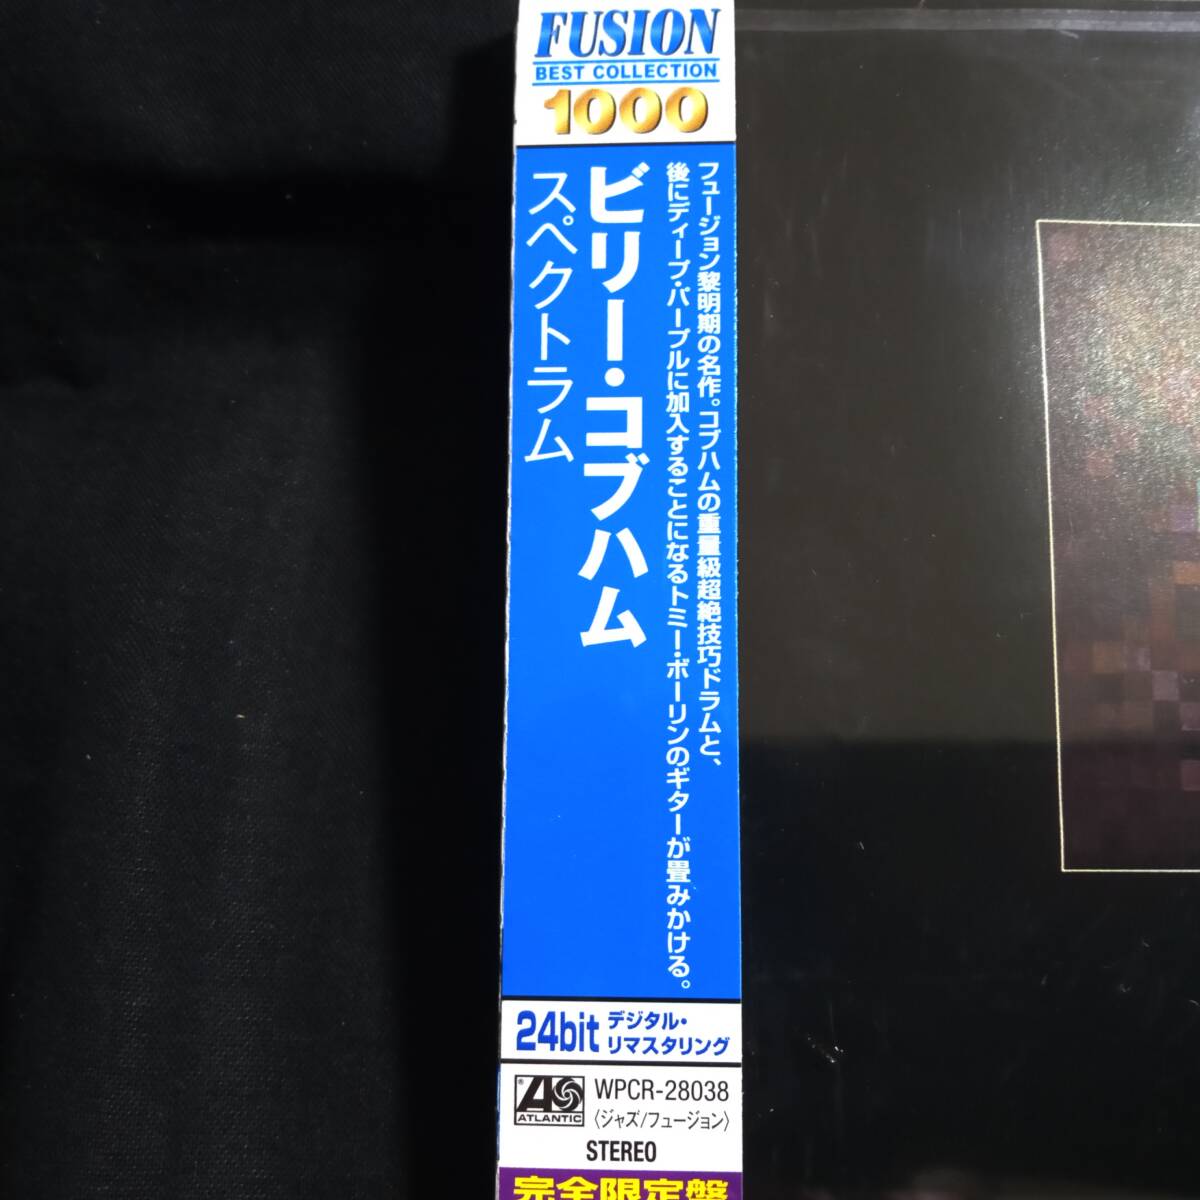 FUSION
BEST COLLECTION
1000
フュージョン黎明期の名作。コブハムの重量級超絶技巧ドラムと、
後にディープ・パープルに加入することになるトミー・ボーリンのギターが畳みかける。
ビリー・コブハム
スペクトラム
24bit デジタル・
リマスタリング
ATLANTIC
WPCR-28038
〈ジャズ/フュージョン〉
STEREO
完全限定盤